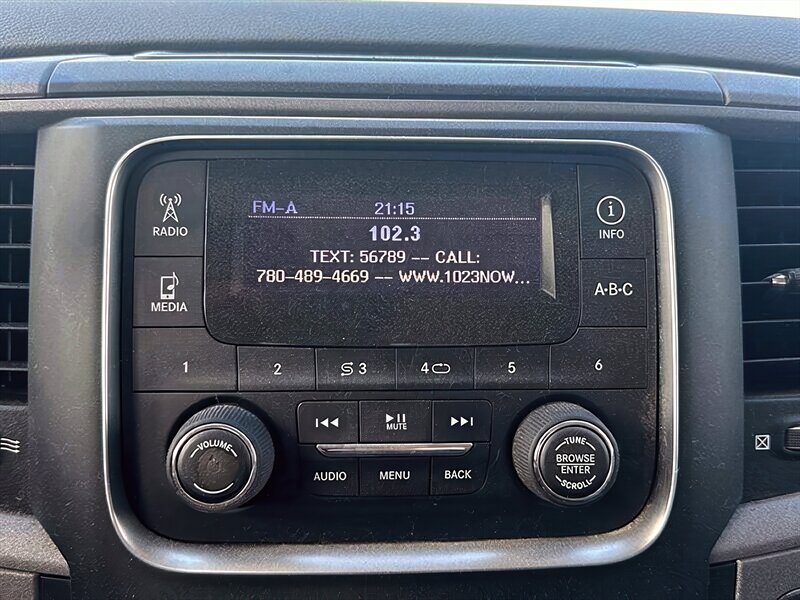 FM-A 21:15
102.3
TEXT: 56789 -- CALL:
780-489-4669 -- WWW.1023NOW...
RADIO
INFO
MEDIA
A•B•C
1 2 3 4 5 6
VOLUME
MUTE
TUNE
BROWSE
ENTER
SCROLL
AUDIO MENU BACK